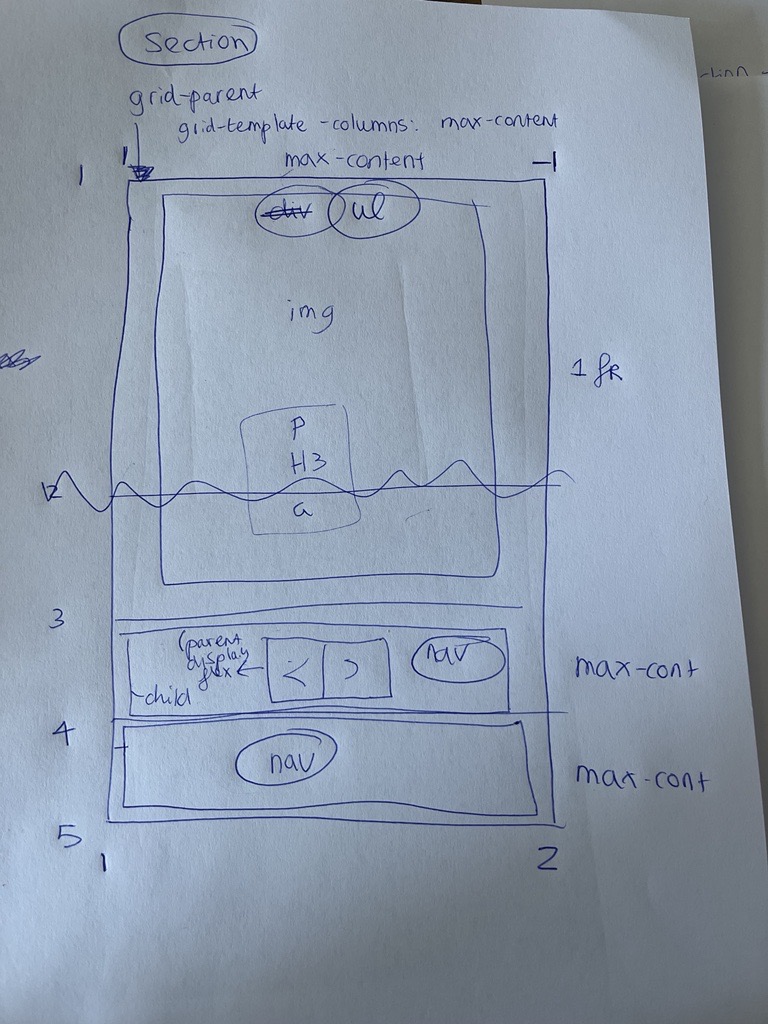 Section
grid-parent
grid-template-columns: max-content
max-content
1
1
-1
div ul
img
1 fR
P
H3
2
a
3
(parent
display
flex
< >
nav
child
max-cont
4
nav
max-cont
5
1
2